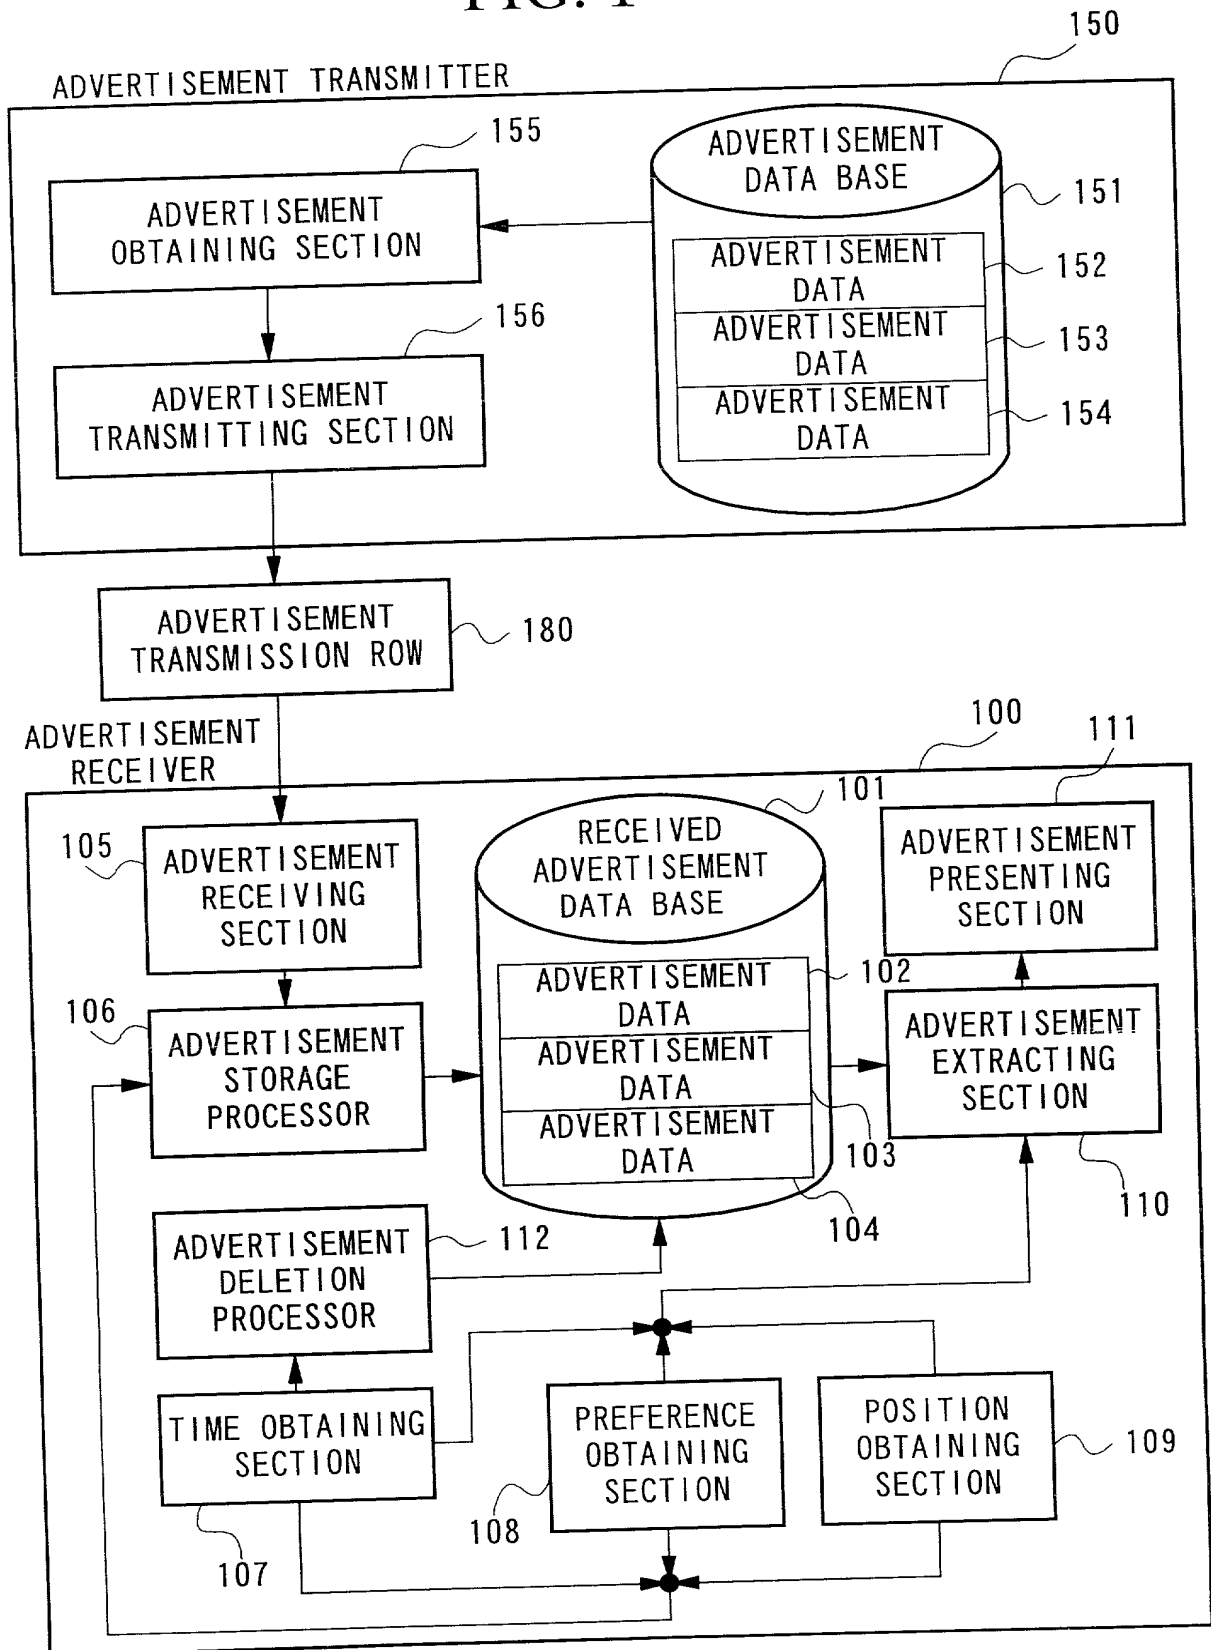 FIG. 1
150
ADVERTISEMENT TRANSMITTER
155
ADVERTISEMENT
OBTAINING SECTION
ADVERTISEMENT
DATA BASE
151
ADVERTISEMENT
DATA
152
156
ADVERTISEMENT
DATA
153
ADVERTISEMENT
TRANSMITTING SECTION
ADVERTISEMENT
DATA
154
ADVERTISEMENT
TRANSMISSION ROW
180
ADVERTISEMENT
RECEIVER
100
111
101
105
ADVERTISEMENT
RECEIVING
SECTION
RECEIVED
ADVERTISEMENT
DATA BASE
ADVERTISEMENT
PRESENTING
SECTION
106
ADVERTISEMENT
STORAGE
PROCESSOR
ADVERTISEMENT
DATA
102
ADVERTISEMENT
DATA
103
ADVERTISEMENT
DATA
104
ADVERTISEMENT
EXTRACTING
SECTION
110
ADVERTISEMENT
DELETION
PROCESSOR
112
TIME OBTAINING
SECTION
107
PREFERENCE
OBTAINING
SECTION
108
POSITION
OBTAINING
SECTION
109